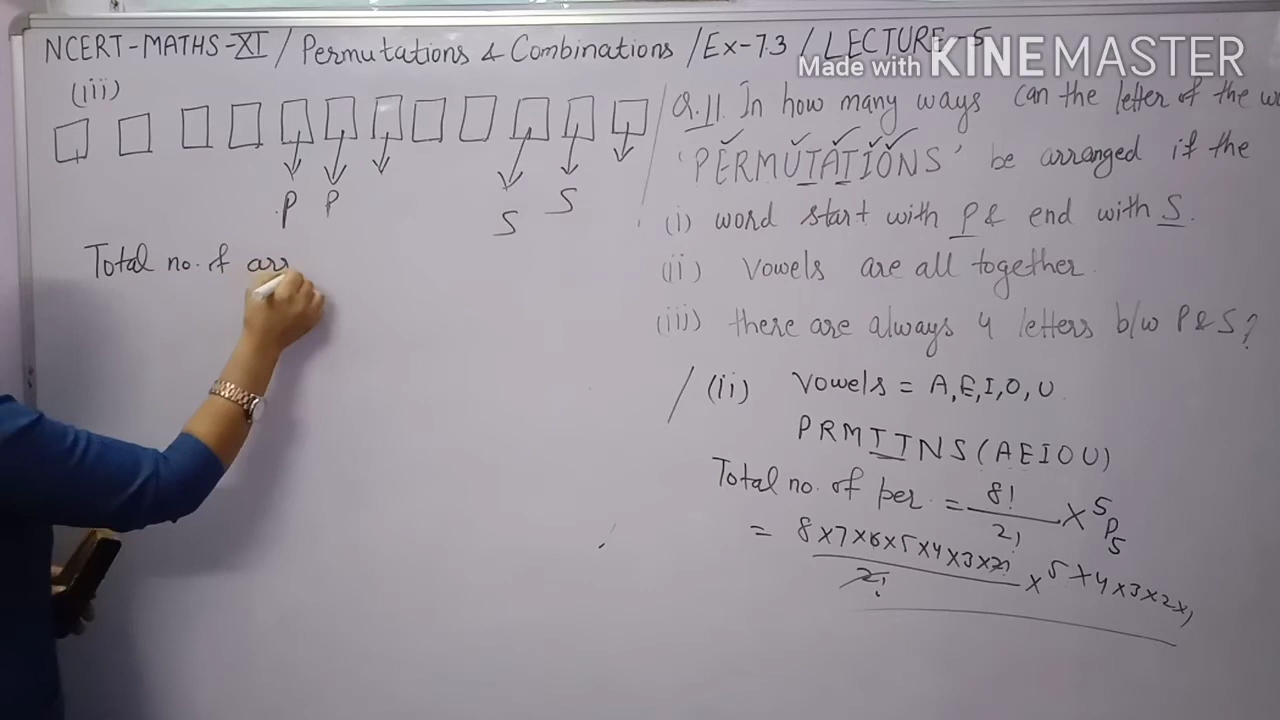 NCERT-MATHS-XI / Permutations & Combinations / Ex-7.3 / LECTURE-5
Made with KINEMASTER
(iii)
P P S S
Total no. of arr
Q.11. In how many ways can the letter of the w
'PERMUTATIONS' be arranged if the
(i) word start with P & end with S.
(ii) Vowels are all together.
(iii) there are always 4 letters b/w P & S?
(ii) Vowels = A, E, I, O, U
PRMTTNS (AEIOU)
Total no. of per. = 8!/2! × ⁵P₅
= 8×7×6×5×4×3×2!/2! × 5×4×3×2×1